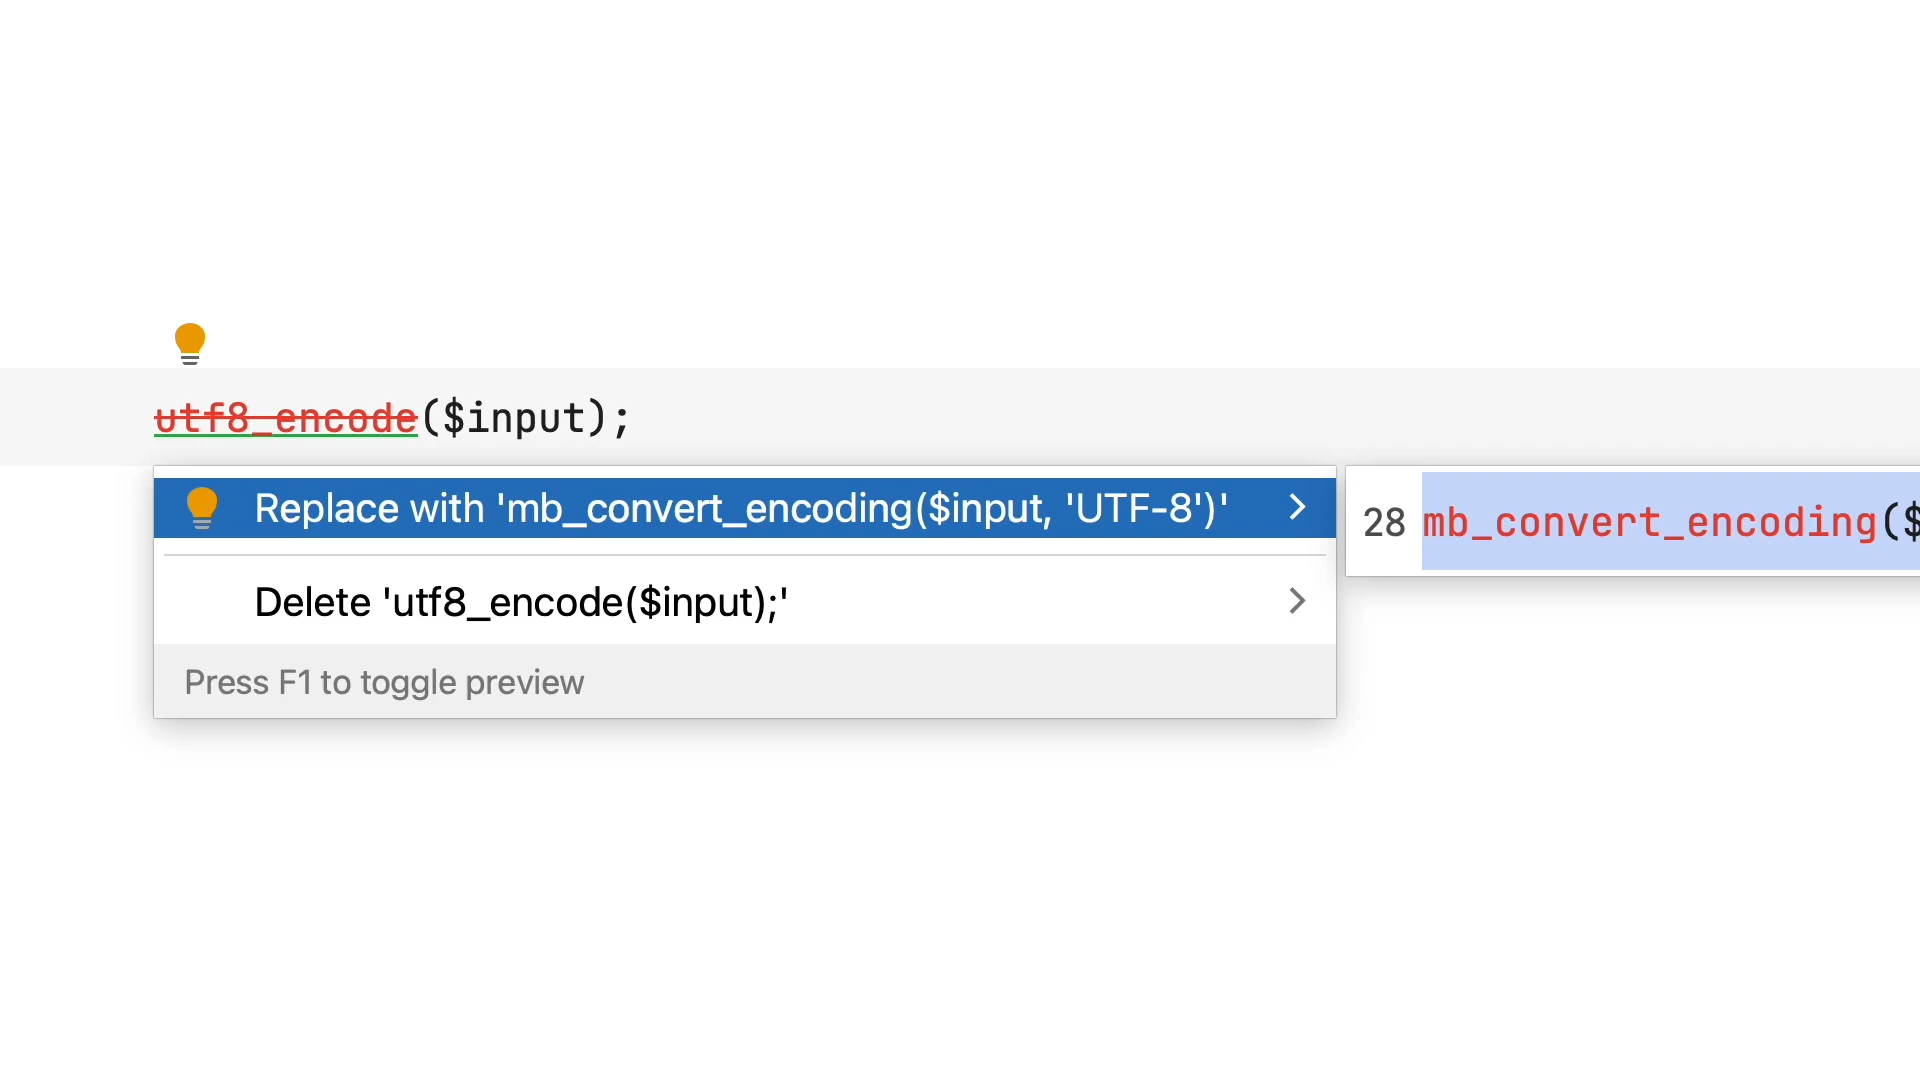 utf8_encode($input);
Replace with 'mb_convert_encoding($input, 'UTF-8')'
28 mb_convert_encoding($
Delete 'utf8_encode($input);'
Press F1 to toggle preview